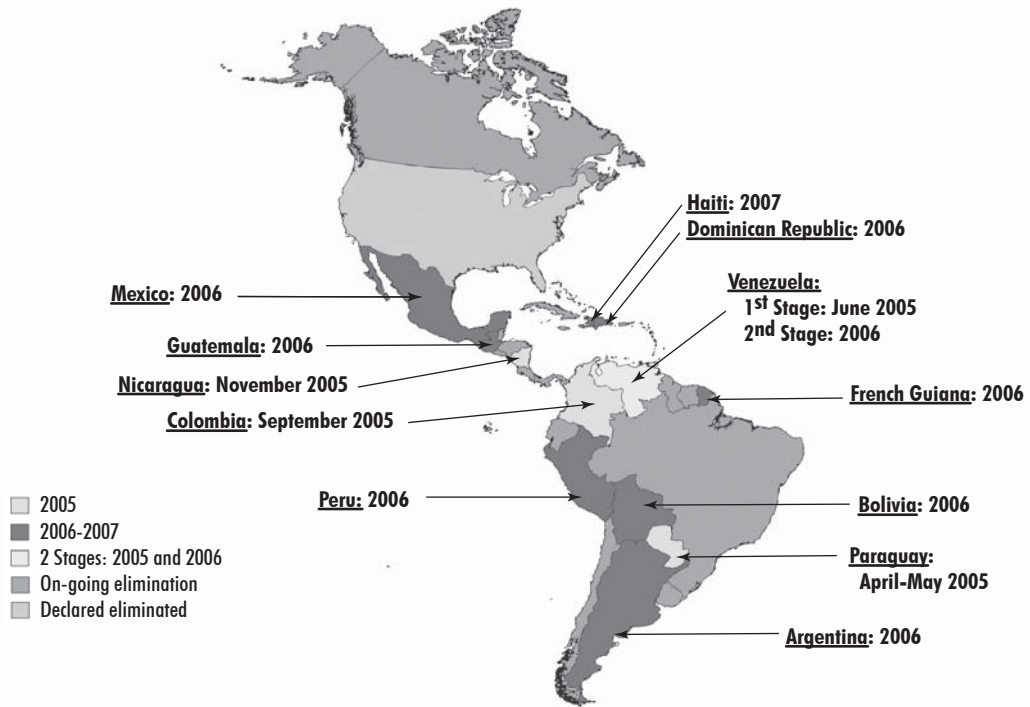 Haiti: 2007
Dominican Republic: 2006
Venezuela:
1st Stage: June 2005
2nd Stage: 2006
Mexico: 2006
Guatemala: 2006
Nicaragua: November 2005
French Guiana: 2006
Colombia: September 2005
Peru: 2006
Bolivia: 2006
Paraguay:
April-May 2005
Argentina: 2006
2005
2006-2007
2 Stages: 2005 and 2006
On-going elimination
Declared eliminated